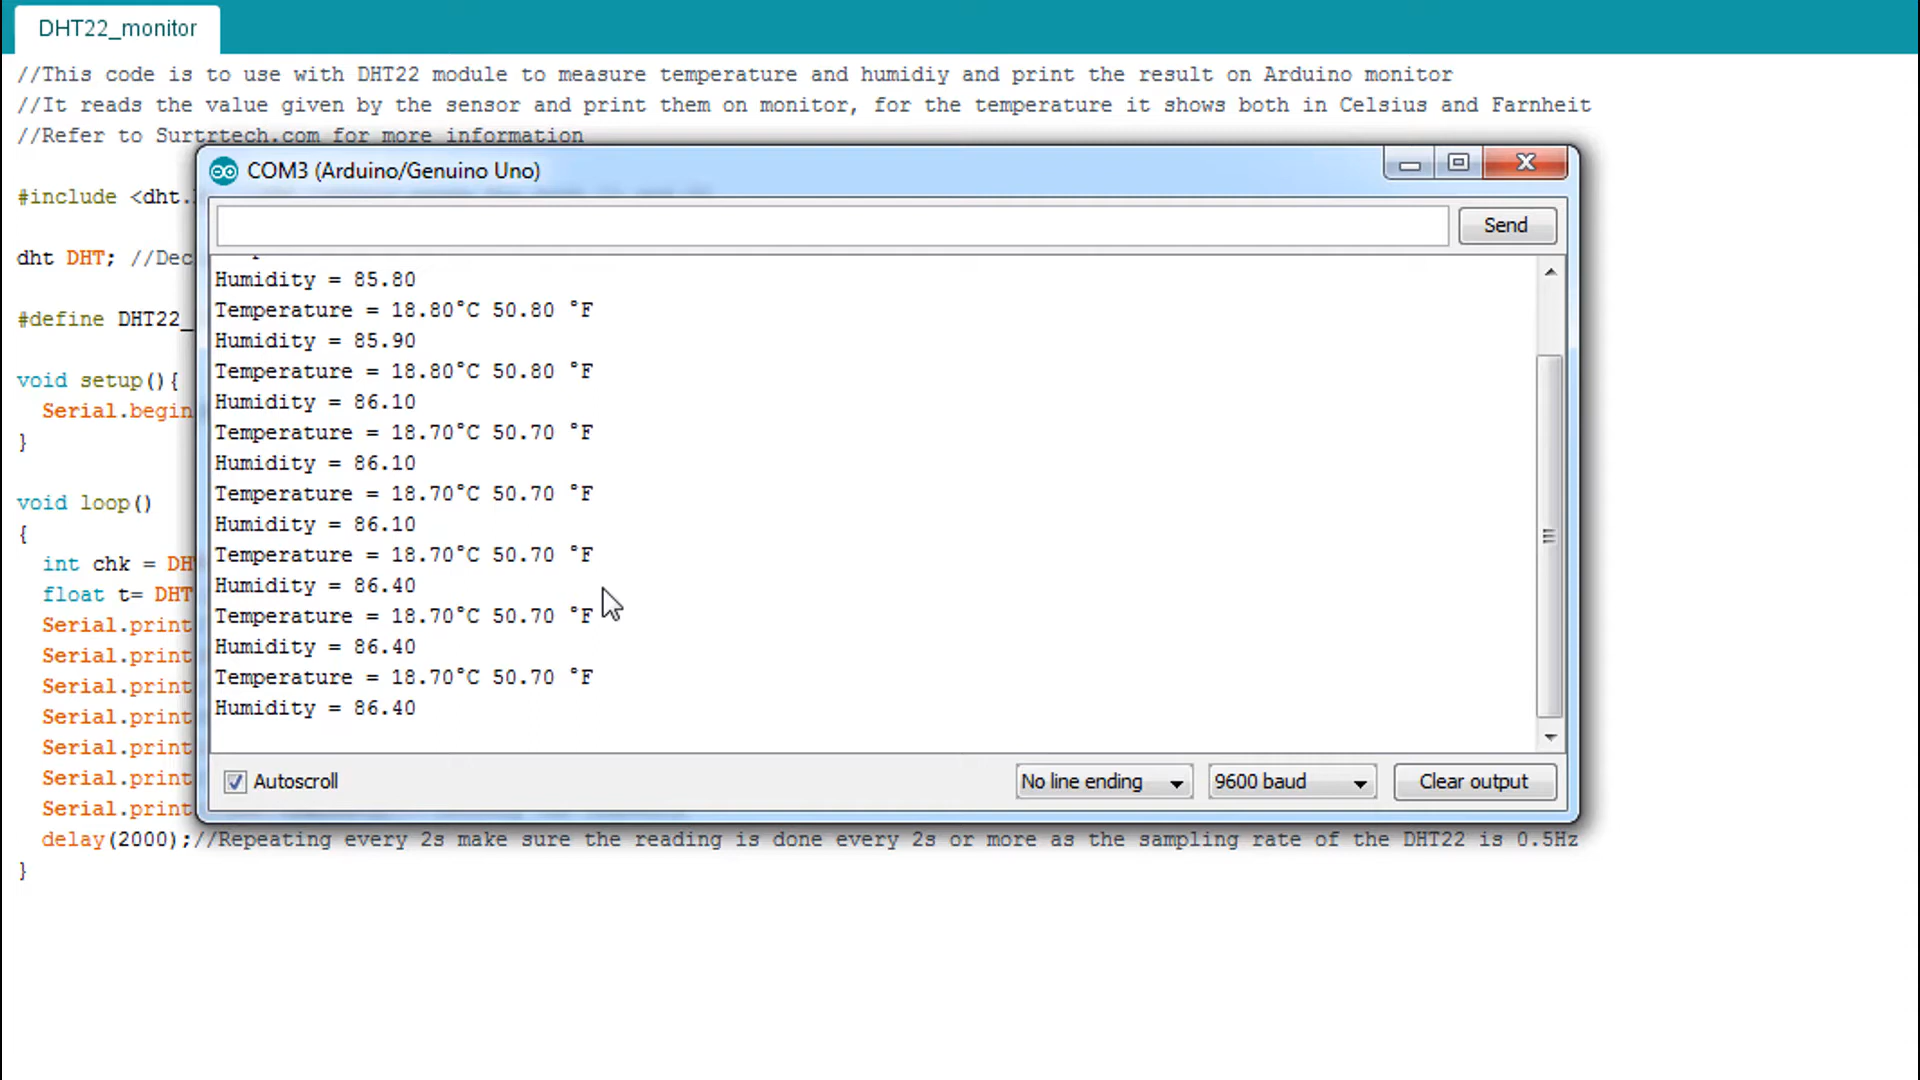 DHT22_monitor
//This code is to use with DHT22 module to measure temperature and humidiy and print the result on Arduino monitor
//It reads the value given by the sensor and print them on monitor, for the temperature it shows both in Celsius and Farnheit
//Refer to Surtrtech.com for more information
COM3 (Arduino/Genuino Uno)
#include <dht.
Send
dht DHT; //Dec
Humidity = 85.80
Temperature = 18.80°C 50.80 °F
#define DHT22_
Humidity = 85.90
Temperature = 18.80°C 50.80 °F
void setup(){
Humidity = 86.10
Serial.begin
Temperature = 18.70°C 50.70 °F
}
Humidity = 86.10
Temperature = 18.70°C 50.70 °F
void loop()
Humidity = 86.10
{
Temperature = 18.70°C 50.70 °F
int chk = DH
Humidity = 86.40
float t= DHT
Temperature = 18.70°C 50.70 °F
Serial.print
Humidity = 86.40
Serial.print
Temperature = 18.70°C 50.70 °F
Serial.print
Humidity = 86.40
Serial.print
Serial.print
Serial.print
Autoscroll
No line ending
9600 baud
Clear output
Serial.print
delay(2000);//Repeating every 2s make sure the reading is done every 2s or more as the sampling rate of the DHT22 is 0.5Hz
}